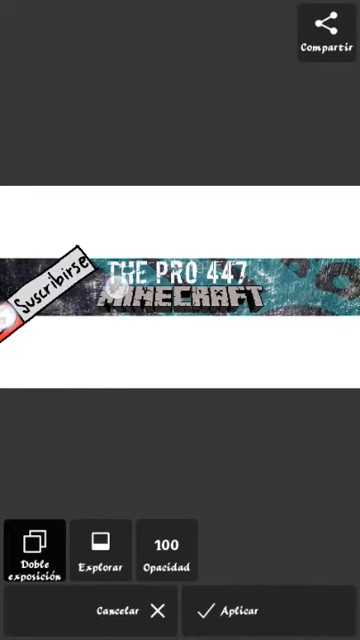 Compartir
THE PRO 447
MINECRAFT
Suscribirse
Doble
exposición
Explorar
100
Opacidad
Cancelar
Aplicar